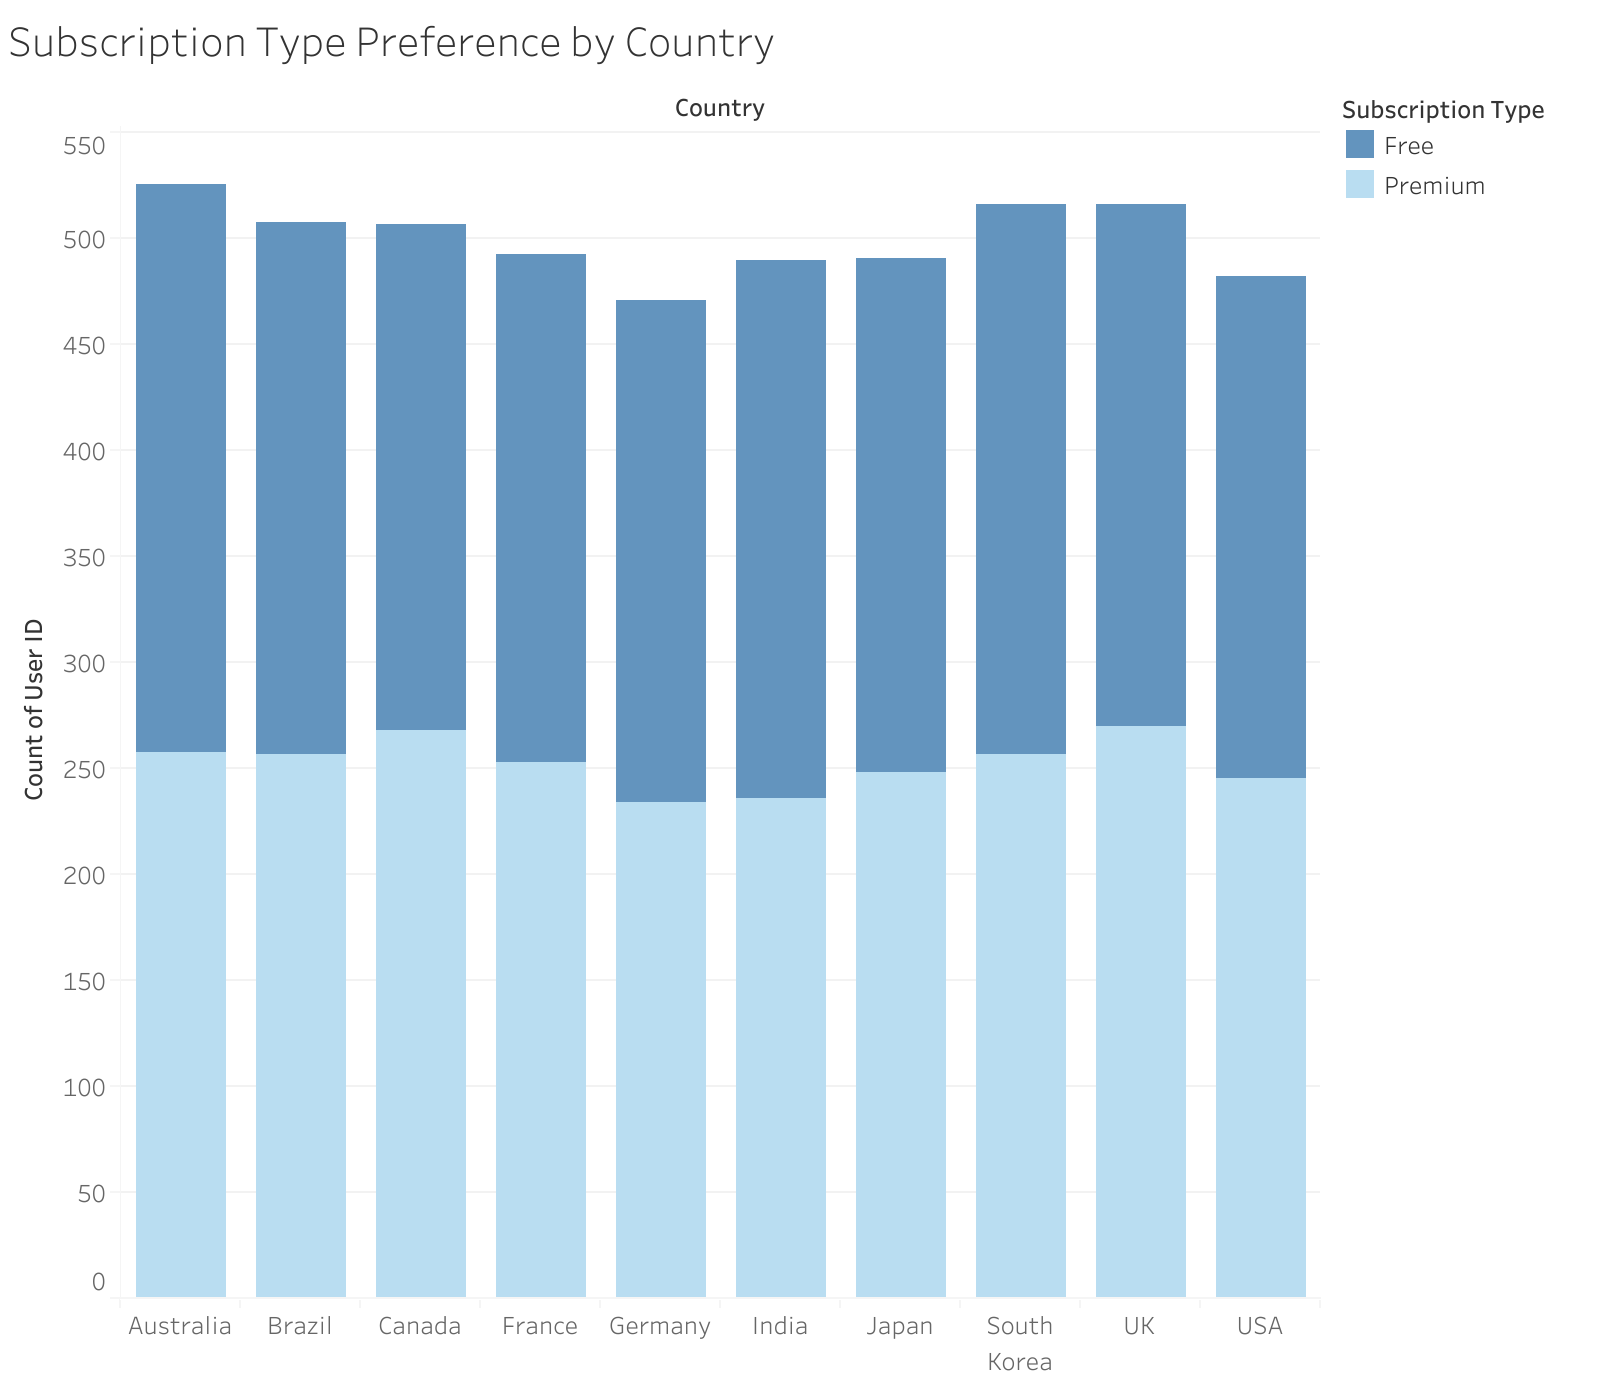 Subscription Type Preference by Country
Country
Subscription Type
Free
Premium
Count of User ID
550
500
450
400
350
300
250
200
150
100
50
0
Australia Brazil Canada France Germany India Japan South UK USA
Korea